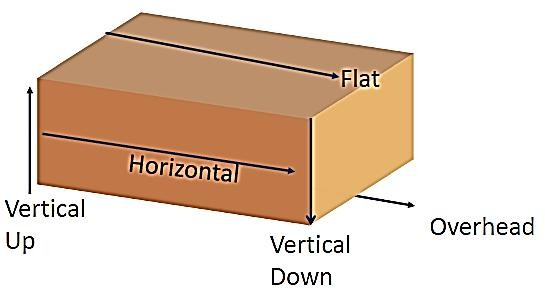 Flat
Horizontal
Vertical
Up
Overhead
Vertical
Down